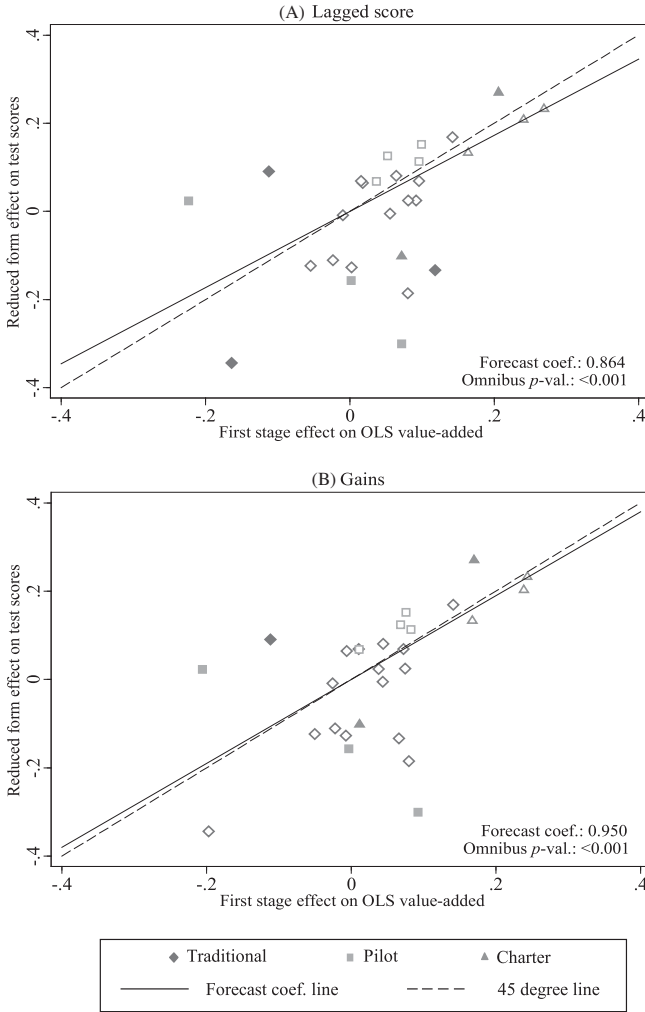 (A) Lagged score
Reduced form effect on test scores
.4
.2
0
-.2
-.4
Forecast coef.: 0.864
Omnibus p-val.: <0.001
-.4 -.2 0 .2 .4
First stage effect on OLS value-added
(B) Gains
Reduced form effect on test scores
.4
.2
0
-.2
-.4
Forecast coef.: 0.950
Omnibus p-val.: <0.001
-.4 -.2 0 .2 .4
First stage effect on OLS value-added
Traditional Pilot Charter
Forecast coef. line 45 degree line